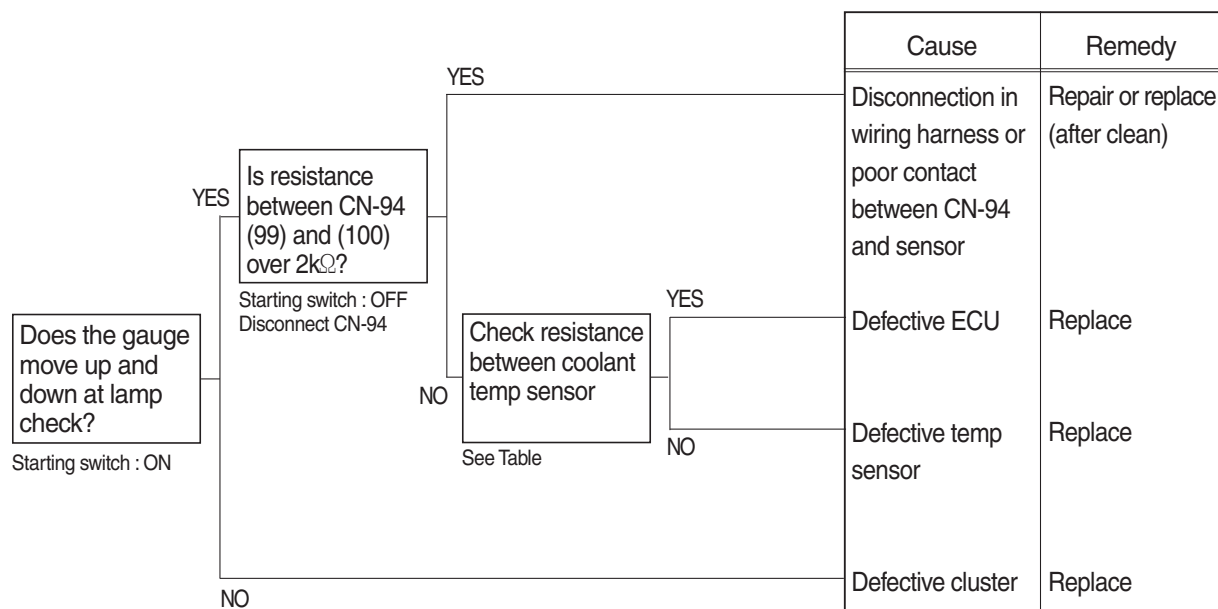 Does the gauge
move up and
down at lamp
check?
Starting switch : ON
YES
NO
Is resistance
between CN-94
(99) and (100)
over 2kΩ?
Starting switch : OFF
Disconnect CN-94
YES
NO
Check resistance
between coolant
temp sensor
See Table
YES
NO
Cause
Remedy
Disconnection in
wiring harness or
poor contact
between CN-94
and sensor
Repair or replace
(after clean)
Defective ECU
Replace
Defective temp
sensor
Replace
Defective cluster
Replace